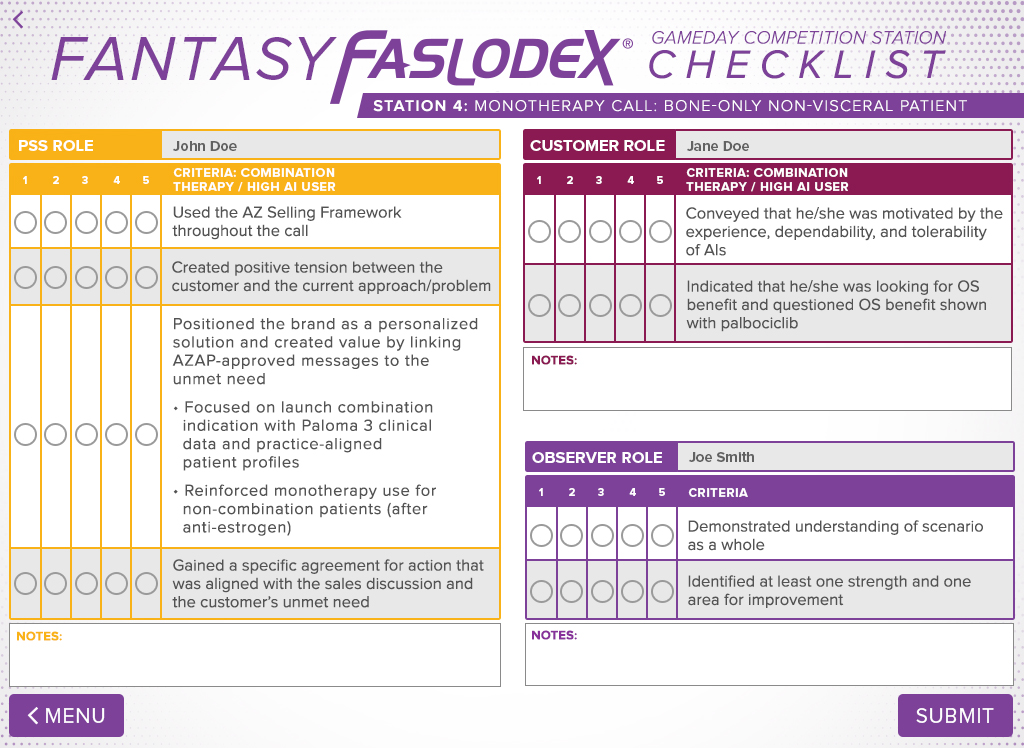 FANTASY FASLODEX®
GAMEDAY COMPETITION STATION
CHECKLIST
STATION 4: MONOTHERAPY CALL: BONE-ONLY NON-VISCERAL PATIENT
PSS ROLE
John Doe
1 2 3 4 5
CRITERIA: COMBINATION
THERAPY / HIGH AI USER
Used the AZ Selling Framework
throughout the call
Created positive tension between the
customer and the current approach/problem
Positioned the brand as a personalized
solution and created value by linking
AZAP-approved messages to the
unmet need
• Focused on launch combination
indication with Paloma 3 clinical
data and practice-aligned
patient profiles
• Reinforced monotherapy use for
non-combination patients (after
anti-estrogen)
Gained a specific agreement for action that
was aligned with the sales discussion and
the customer's unmet need
NOTES:
CUSTOMER ROLE
Jane Doe
1 2 3 4 5
CRITERIA: COMBINATION
THERAPY / HIGH AI USER
Conveyed that he/she was motivated by the
experience, dependability, and tolerability
of AIs
Indicated that he/she was looking for OS
benefit and questioned OS benefit shown
with palbociclib
NOTES:
OBSERVER ROLE
Joe Smith
1 2 3 4 5
CRITERIA
Demonstrated understanding of scenario
as a whole
Identified at least one strength and one
area for improvement
NOTES:
MENU
SUBMIT